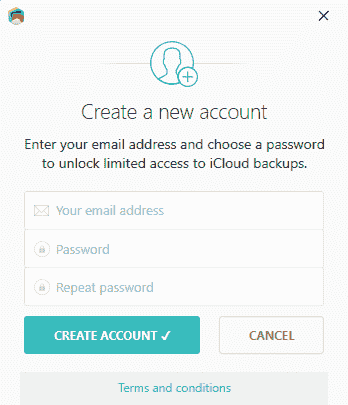 Create a new account
Enter your email address and choose a password
to unlock limited access to iCloud backups.
Your email address
Password
Repeat password
CREATE ACCOUNT ✓
CANCEL
Terms and conditions